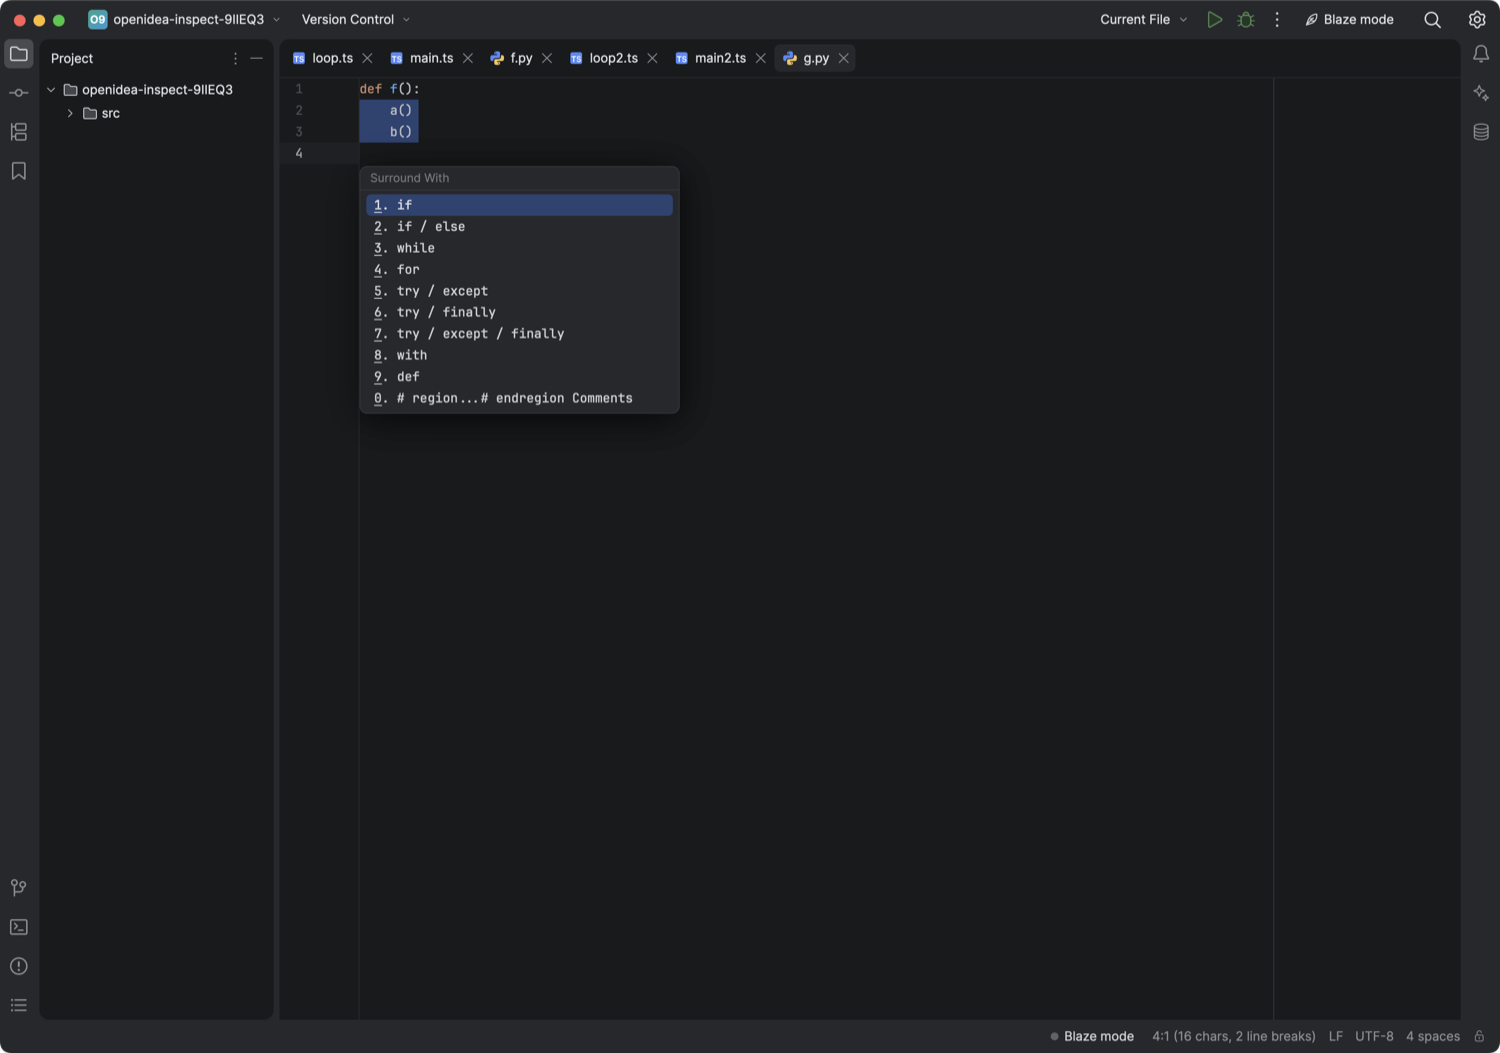 O9 openidea-inspect-9IIEQ3 Version Control Current File Blaze mode
Project
openidea-inspect-9IIEQ3
src
TS loop.ts TS main.ts f.py TS loop2.ts TS main2.ts g.py
1 def f():
2 a()
3 b()
4
Surround With
1. if
2. if / else
3. while
4. for
5. try / except
6. try / finally
7. try / except / finally
8. with
9. def
0. # region...# endregion Comments
Blaze mode 4:1 (16 chars, 2 line breaks) LF UTF-8 4 spaces